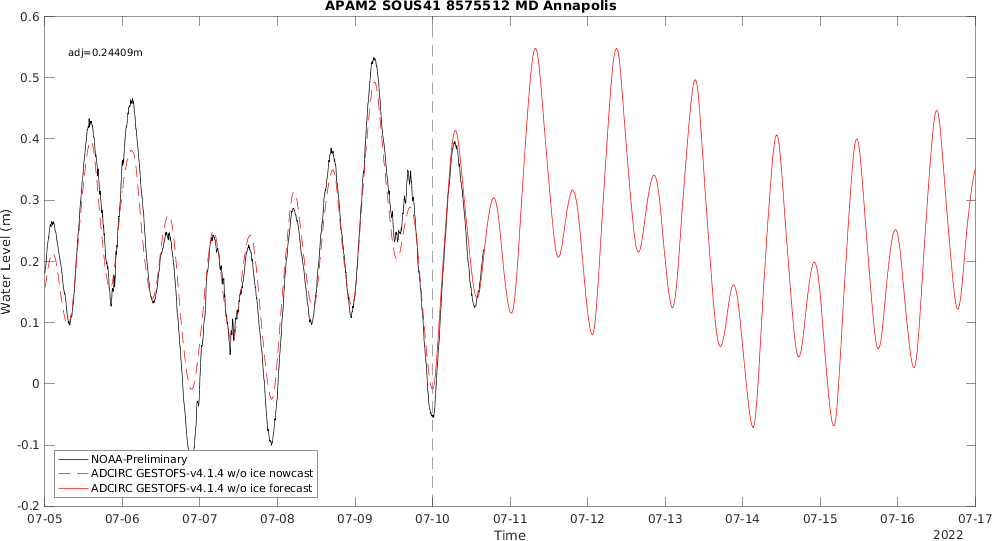 APAM2 SOUS41 8575512 MD Annapolis
adj=0.24409m
Water Level (m)
0.6
0.5
0.4
0.3
0.2
0.1
0
-0.1
-0.2
NOAA-Preliminary
ADCIRC GESTOFS-v4.1.4 w/o ice nowcast
ADCIRC GESTOFS-v4.1.4 w/o ice forecast
07-05 07-06 07-07 07-08 07-09 07-10 07-11 07-12 07-13 07-14 07-15 07-16 07-17
Time
2022